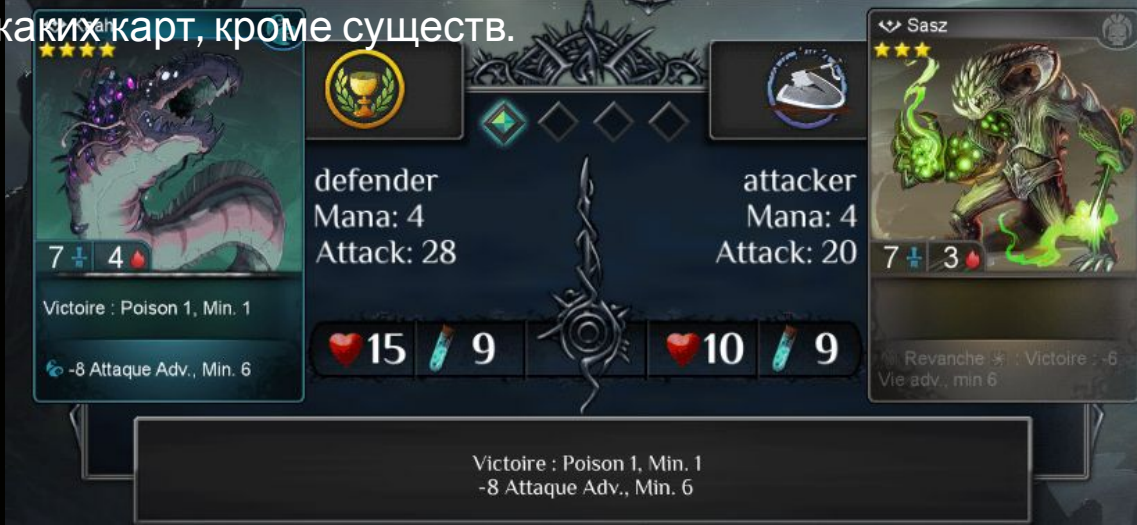 каких карт, кроме существ.
Sasz
defender
Mana: 4
Attack: 28
attacker
Mana: 4
Attack: 20
7 4
7 3
Victoire : Poison 1, Min. 1
-8 Attaque Adv., Min. 6
15 9
10 9
Revanche : Victoire : -6
Vie adv., min 6
Victoire : Poison 1, Min. 1
-8 Attaque Adv., Min. 6